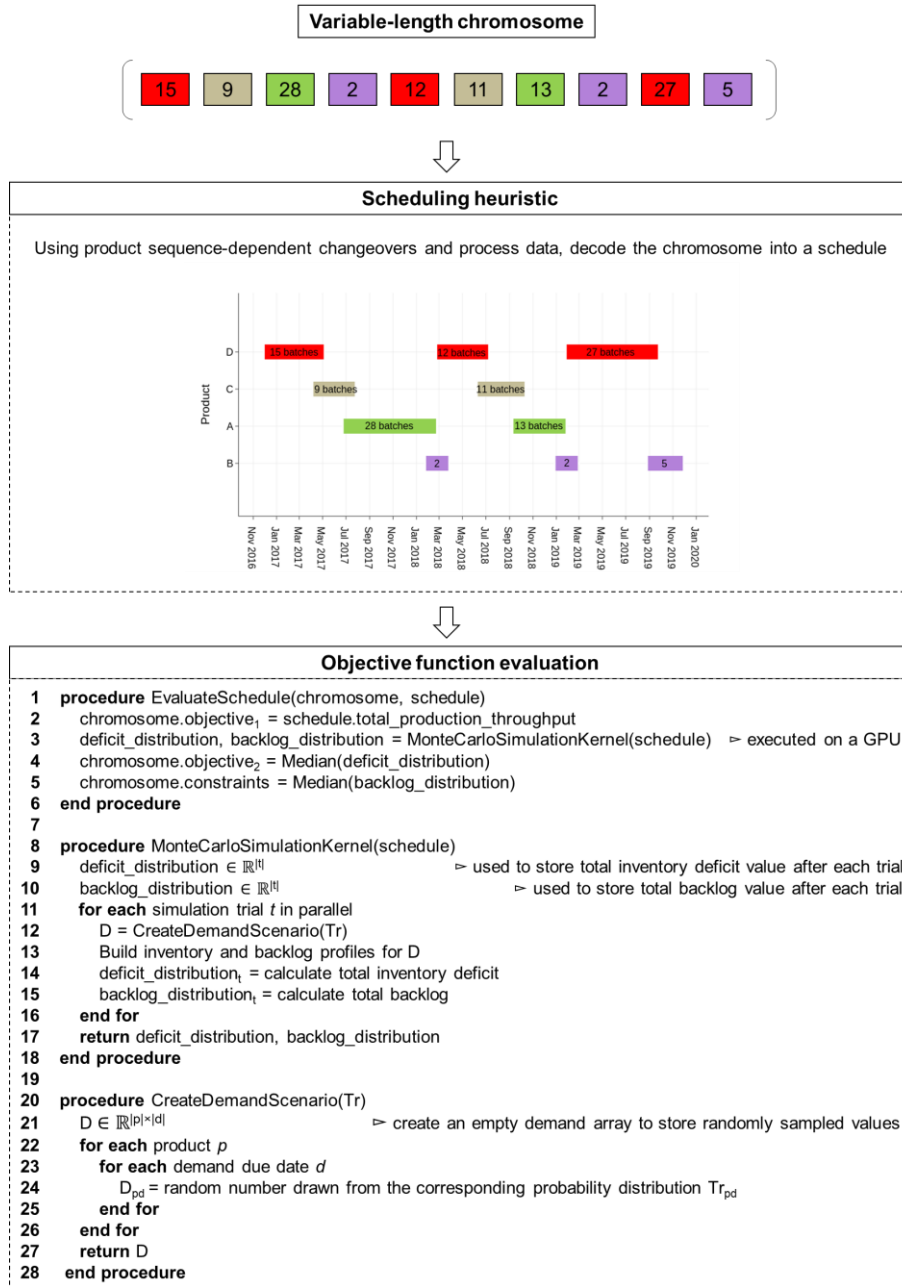 Variable-length chromosome
15 9 28 2 12 11 13 2 27 5
Scheduling heuristic
Using product sequence-dependent changeovers and process data, decode the chromosome into a schedule
Product
D
15 batches 12 batches 27 batches
C
9 batches 11 batches
A
28 batches 13 batches
B
2 2 5
Nov 2016
Jan 2017
Mar 2017
May 2017
Jul 2017
Sep 2017
Nov 2017
Jan 2018
Mar 2018
May 2018
Jul 2018
Sep 2018
Nov 2018
Jan 2019
Mar 2019
May 2019
Jul 2019
Sep 2019
Nov 2019
Jan 2020
Objective function evaluation
1 procedure EvaluateSchedule(chromosome, schedule)
2 chromosome.objective₁ = schedule.total_production_throughput
3 deficit_distribution, backlog_distribution = MonteCarloSimulationKernel(schedule) ▻ executed on a GPU
4 chromosome.objective₂ = Median(deficit_distribution)
5 chromosome.constraints = Median(backlog_distribution)
6 end procedure
7
8 procedure MonteCarloSimulationKernel(schedule)
9 deficit_distribution ∈ ℝ^|t| ▻ used to store total inventory deficit value after each trial
10 backlog_distribution ∈ ℝ^|t| ▻ used to store total backlog value after each trial
11 for each simulation trial t in parallel
12 D = CreateDemandScenario(Tr)
13 Build inventory and backlog profiles for D
14 deficit_distribution_t = calculate total inventory deficit
15 backlog_distribution_t = calculate total backlog
16 end for
17 return deficit_distribution, backlog_distribution
18 end procedure
19
20 procedure CreateDemandScenario(Tr)
21 D ∈ ℝ^|p|×|d| ▻ create an empty demand array to store randomly sampled values
22 for each product p
23 for each demand due date d
24 D_pd = random number drawn from the corresponding probability distribution Tr_pd
25 end for
26 end for
27 return D
28 end procedure